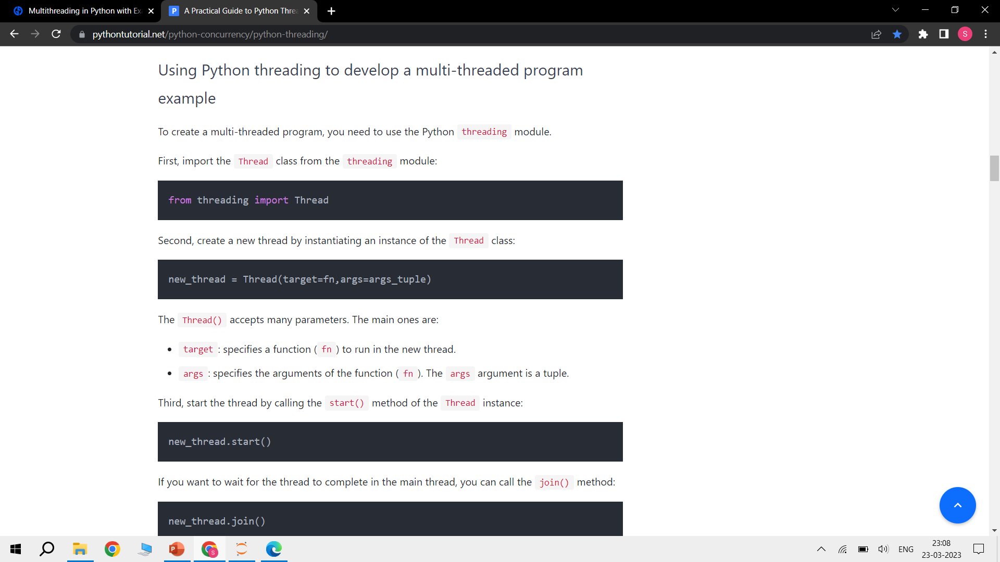 Multithreading in Python with Exa
A Practical Guide to Python Threa
pythontutorial.net/python-concurrency/python-threading/
S
Using Python threading to develop a multi-threaded program
example
To create a multi-threaded program, you need to use the Python threading module.
First, import the Thread class from the threading module:
from threading import Thread
Second, create a new thread by instantiating an instance of the Thread class:
new_thread = Thread(target=fn,args=args_tuple)
The Thread() accepts many parameters. The main ones are:
• target : specifies a function ( fn ) to run in the new thread.
• args : specifies the arguments of the function ( fn ). The args argument is a tuple.
Third, start the thread by calling the start() method of the Thread instance:
new_thread.start()
If you want to wait for the thread to complete in the main thread, you can call the join() method:
new_thread.join()
ENG
23:08
23-03-2023